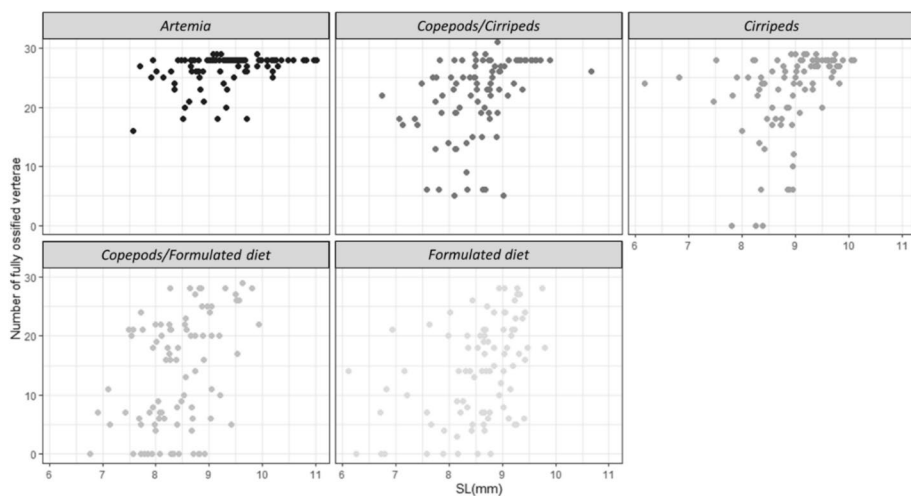 Artemia
Copepods/Cirripeds
Cirripeds
30
20
10
0
6 7 8 9 10 11
Copepods/Formulated diet
Formulated diet
30
20
10
0
6 7 8 9 10 11
6 7 8 9 10 11
Number of fully ossified verterae
SL(mm)